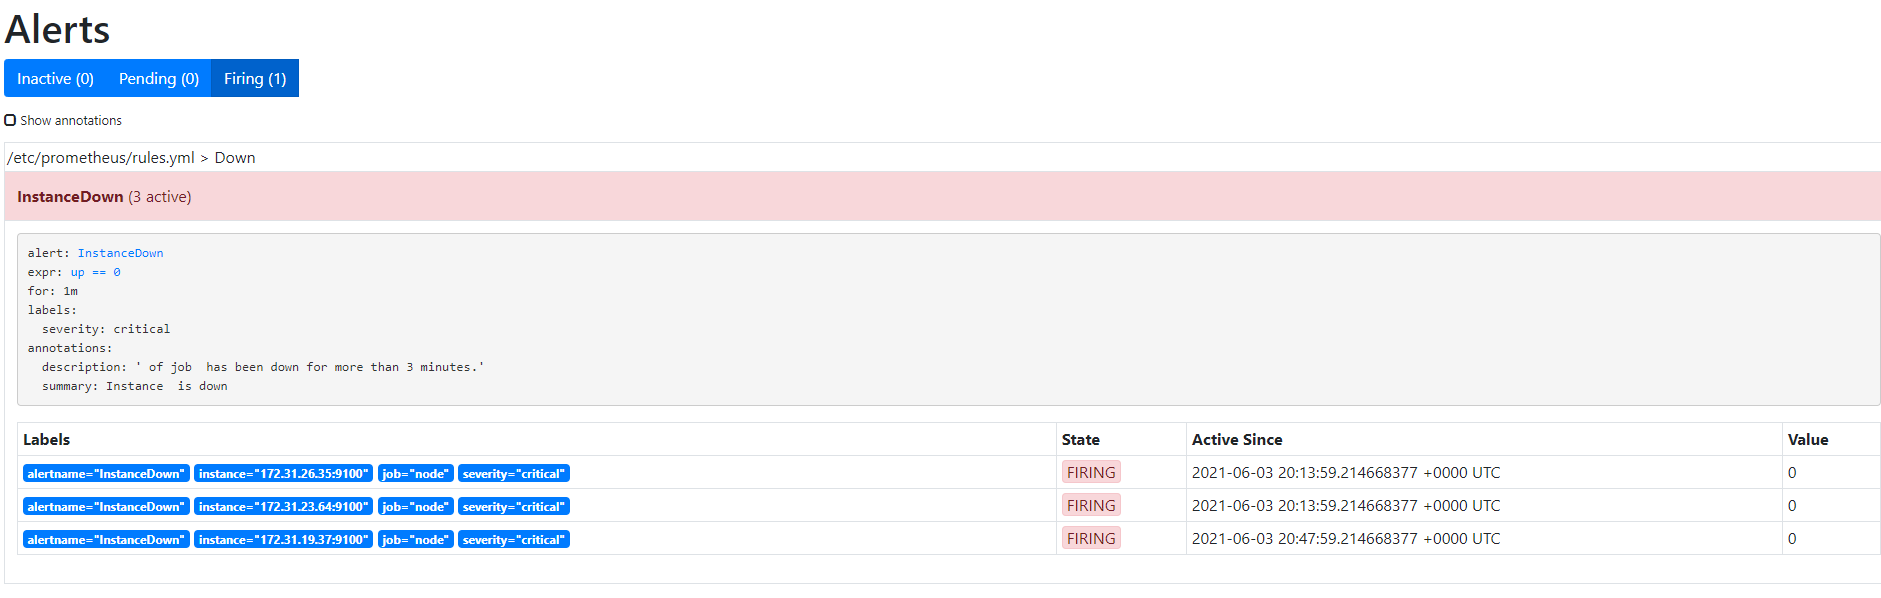 Alerts
Inactive (0) Pending (0) Firing (1)
Show annotations
/etc/prometheus/rules.yml > Down
InstanceDown (3 active)
alert: InstanceDown
expr: up == 0
for: 1m
labels:
  severity: critical
annotations:
  description: ' of job  has been down for more than 3 minutes.'
  summary: Instance  is down
Labels State Active Since Value
alertname="InstanceDown" instance="172.31.26.35:9100" job="node" severity="critical" FIRING 2021-06-03 20:13:59.214668377 +0000 UTC 0
alertname="InstanceDown" instance="172.31.23.64:9100" job="node" severity="critical" FIRING 2021-06-03 20:13:59.214668377 +0000 UTC 0
alertname="InstanceDown" instance="172.31.19.37:9100" job="node" severity="critical" FIRING 2021-06-03 20:47:59.214668377 +0000 UTC 0